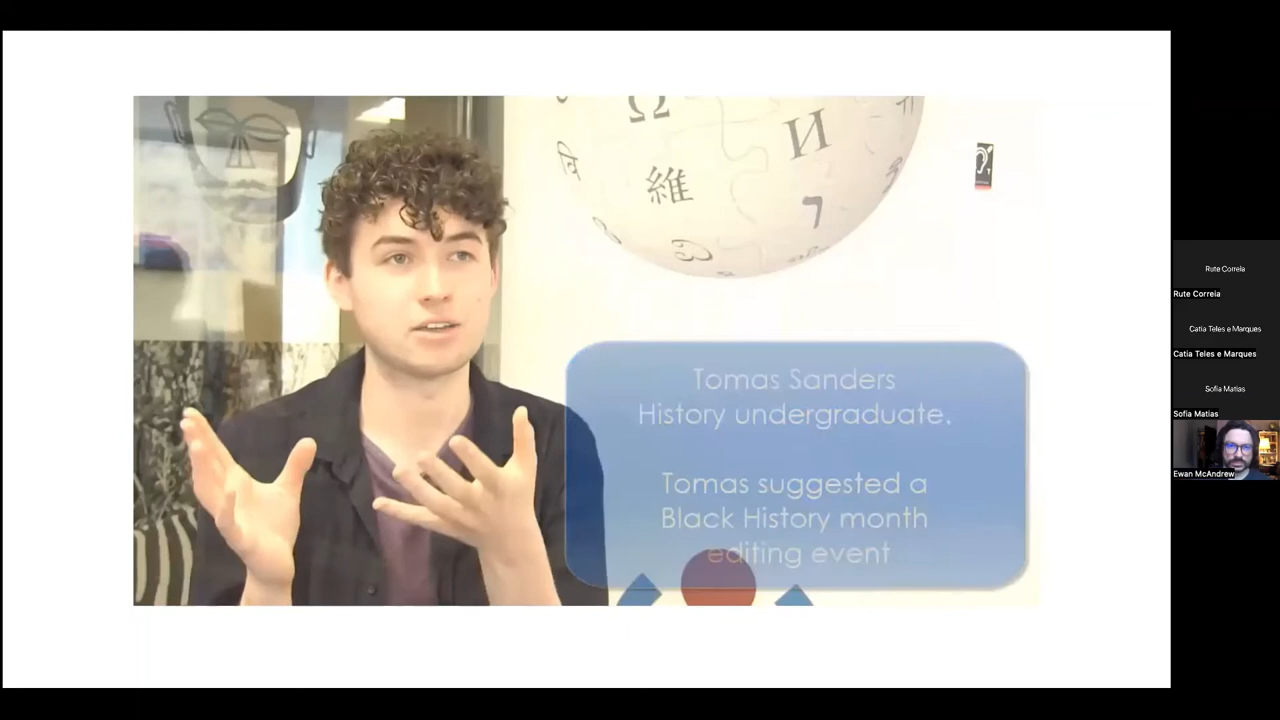 Ω
И
वि
維
7
Tomas Sanders
History undergraduate.
Tomas suggested a
Black History month
editing event
Rute Correia
Rute Correia
Catia Teles e Marques
Catia Teles e Marques
Sofia Matias
Sofia Matias
Ewan McAndrew